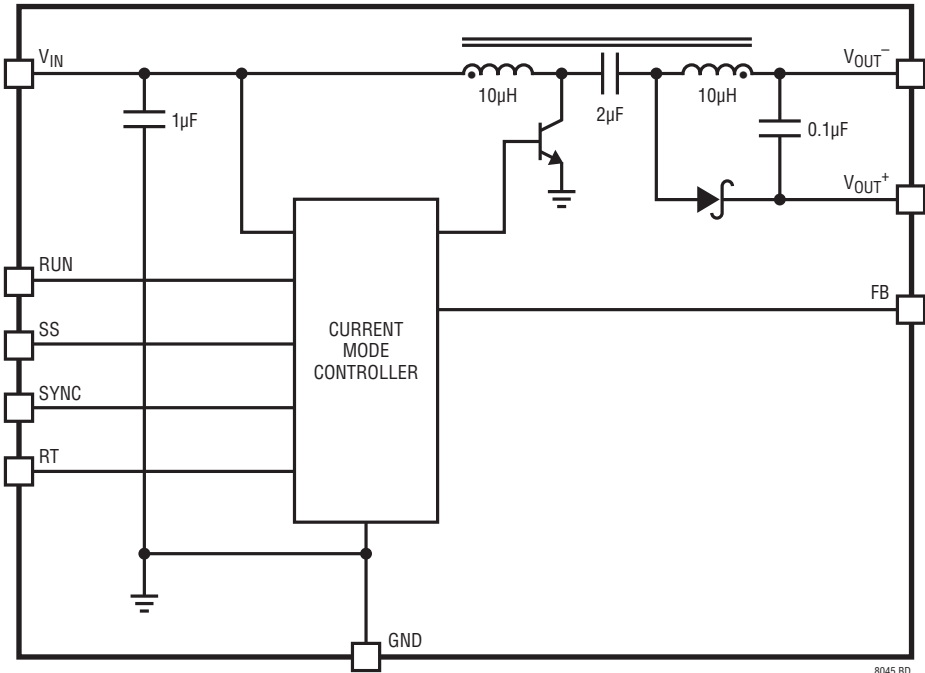 VIN
VOUT–
10µH
2µF
10µH
1µF
0.1µF
VOUT+
RUN
FB
SS
CURRENT
MODE
CONTROLLER
SYNC
RT
GND
8045 BD